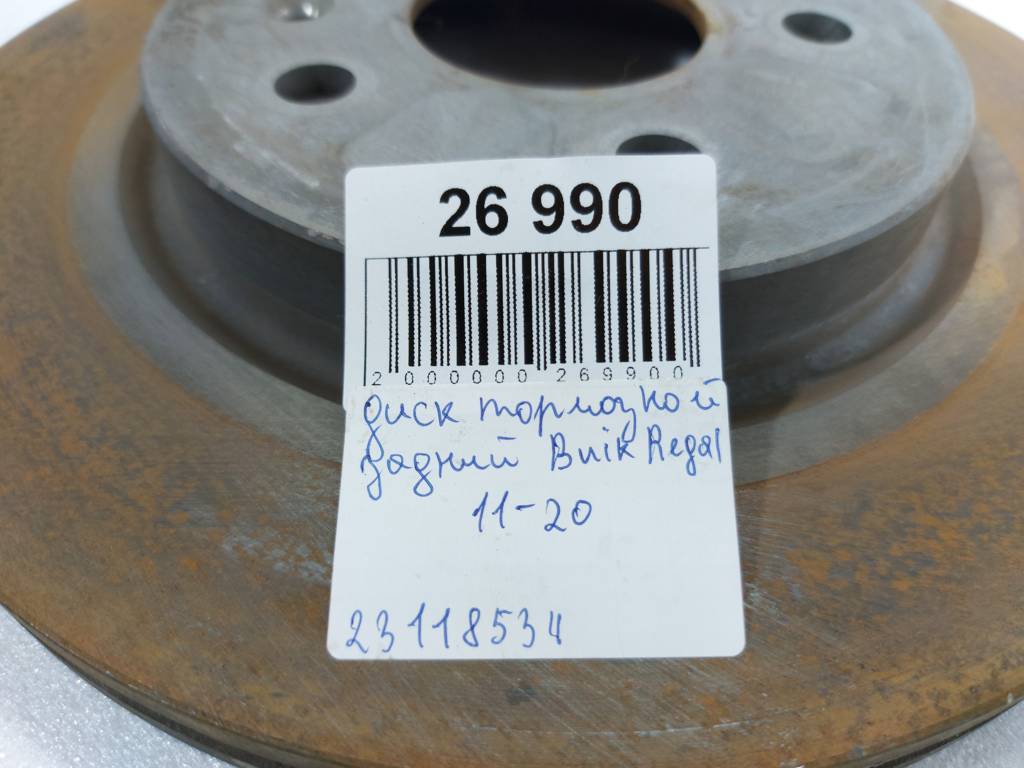 26 990
2 000000 269900
диск тормозной
задний Buik Regal
11-20
23118534